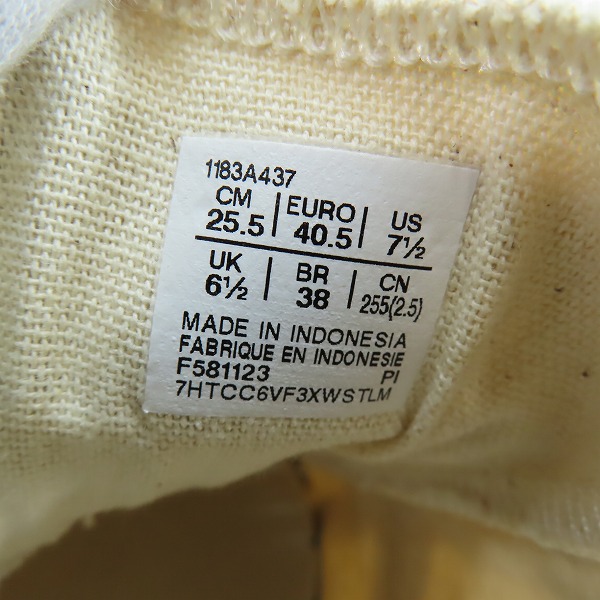 1183A437
CM EURO US
25.5 40.5 7½
UK BR CN
6½ 38 255(2.5)
MADE IN INDONESIA
FABRIQUE EN INDONESIE
F581123 PI
7HTCC6VF3XWSTLM